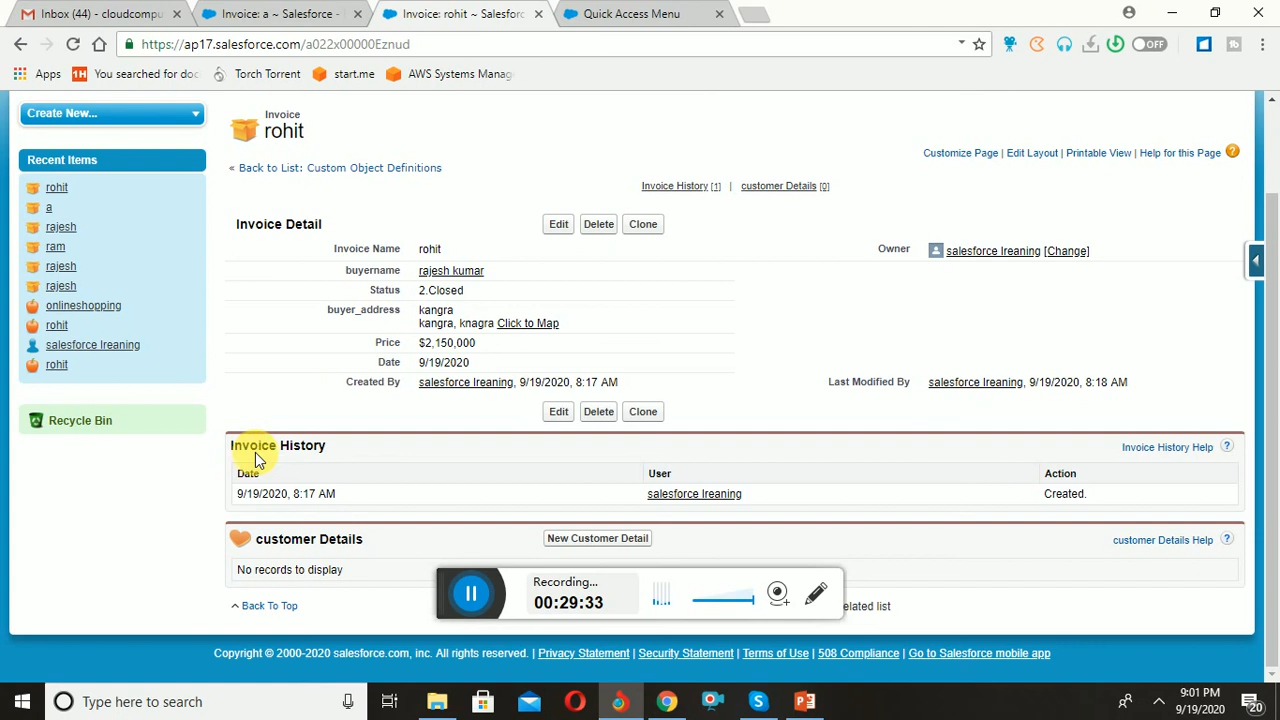 Inbox (44) - cloudcompu
Invoice: a ~ Salesforce -
Invoice: rohit ~ Salesfor
Quick Access Menu
https://ap17.salesforce.com/a022x00000Eznud
OFF
Apps
You searched for doc
Torch Torrent
start.me
AWS Systems Manag
Create New...
Invoice
rohit
Customize Page | Edit Layout | Printable View | Help for this Page
Recent Items
« Back to List: Custom Object Definitions
rohit
a
rajesh
ram
rajesh
rajesh
onlineshopping
rohit
salesforce lreaning
rohit
Recycle Bin
Invoice History [1] | customer Details [0]
Invoice Detail
Edit
Delete
Clone
Invoice Name rohit
Owner salesforce lreaning [Change]
buyername rajesh kumar
Status 2.Closed
buyer_address kangra
kangra, knagra Click to Map
Price $2,150,000
Date 9/19/2020
Created By salesforce lreaning, 9/19/2020, 8:17 AM
Last Modified By salesforce lreaning, 9/19/2020, 8:18 AM
Edit
Delete
Clone
Invoice History
Invoice History Help
Date User Action
9/19/2020, 8:17 AM salesforce lreaning Created.
customer Details
New Customer Detail
customer Details Help
No records to display
Recording...
00:29:33
Back To Top
elated list
Copyright © 2000-2020 salesforce.com, inc. All rights reserved. | Privacy Statement | Security Statement | Terms of Use | 508 Compliance | Go to Salesforce mobile app
Type here to search
9:01 PM
9/19/2020
20